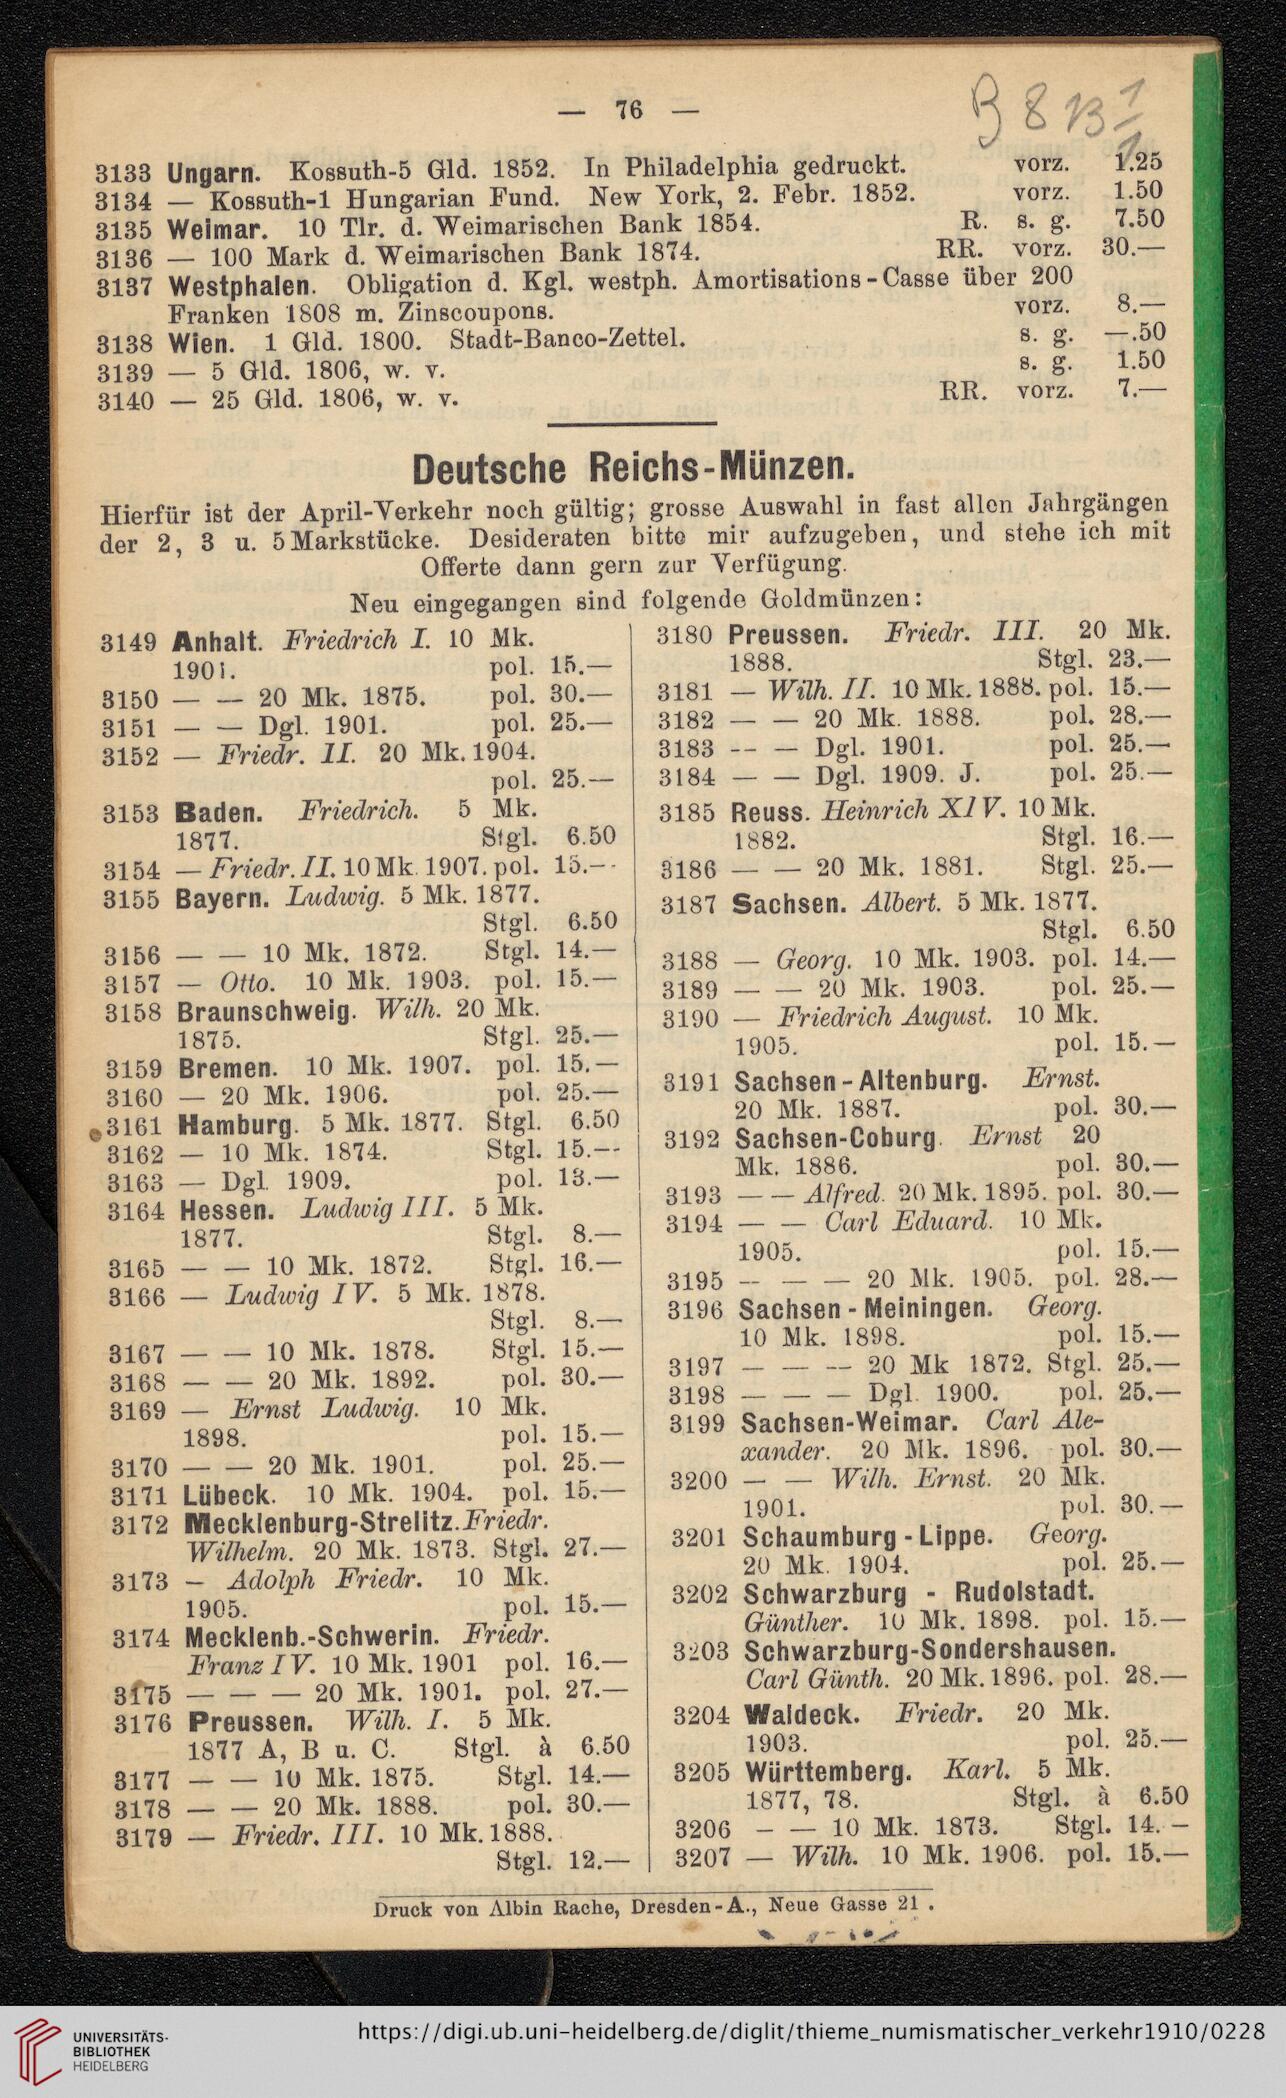 — 76 —
B 8 13 1/1
3133 Ungarn. Kossuth-5 Gld. 1852. In Philadelphia gedruckt. vorz. 1.25
3134 — Kossuth-1 Hungarian Fund. New York, 2. Febr. 1852. vorz. 1.50
3135 Weimar. 10 Tlr. d. Weimarischen Bank 1854. R. s. g. 7.50
3136 — 100 Mark d. Weimarischen Bank 1874. RR. vorz. 30.—
3137 Westphalen. Obligation d. Kgl. westph. Amortisations-Casse über 200
Franken 1808 m. Zinscoupons. vorz. 8.—
3138 Wien. 1 Gld. 1800. Stadt-Banco-Zettel. s. g. —.50
3139 — 5 Gld. 1806, w. v. s. g. 1.50
3140 — 25 Gld. 1806, w. v. RR. vorz. 7.—
Deutsche Reichs-Münzen.
Hierfür ist der April-Verkehr noch gültig; grosse Auswahl in fast allen Jahrgängen
der 2, 3 u. 5 Markstücke. Desideraten bitte mir aufzugeben, und stehe ich mit
Offerte dann gern zur Verfügung.
Neu eingegangen sind folgende Goldmünzen:
3149 Anhalt. Friedrich I. 10 Mk.
1901. pol. 15.—
3150 — — 20 Mk. 1875. pol. 30.—
3151 — — Dgl. 1901. pol. 25.—
3152 — Friedr. II. 20 Mk. 1904.
pol. 25.—
3153 Baden. Friedrich. 5 Mk.
1877. Stgl. 6.50
3154 — Friedr. II. 10 Mk. 1907. pol. 15.—
3155 Bayern. Ludwig. 5 Mk. 1877.
Stgl. 6.50
3156 — — 10 Mk. 1872. Stgl. 14.—
3157 — Otto. 10 Mk. 1903. pol. 15.—
3158 Braunschweig. Wilh. 20 Mk.
1875. Stgl. 25.—
3159 Bremen. 10 Mk. 1907. pol. 15.—
3160 — 20 Mk. 1906. pol. 25.—
3161 Hamburg. 5 Mk. 1877. Stgl. 6.50
3162 — 10 Mk. 1874. Stgl. 15.—
3163 — Dgl. 1909. pol. 13.—
3164 Hessen. Ludwig III. 5 Mk.
1877. Stgl. 8.—
3165 — — 10 Mk. 1872. Stgl. 16.—
3166 — Ludwig IV. 5 Mk. 1878.
Stgl. 8.—
3167 — — 10 Mk. 1878. Stgl. 15.—
3168 — — 20 Mk. 1892. pol. 30.—
3169 — Ernst Ludwig. 10 Mk.
1898. pol. 15.—
3170 — — 20 Mk. 1901. pol. 25.—
3171 Lübeck. 10 Mk. 1904. pol. 15.—
3172 Mecklenburg-Strelitz. Friedr.
Wilhelm. 20 Mk. 1873. Stgl. 27.—
3173 — Adolph Friedr. 10 Mk.
1905. pol. 15.—
3174 Mecklenb.-Schwerin. Friedr.
Franz IV. 10 Mk. 1901 pol. 16.—
3175 — — — 20 Mk. 1901. pol. 27.—
3176 Preussen. Wilh. I. 5 Mk.
1877 A, B u. C. Stgl. à 6.50
3177 — — 10 Mk. 1875. Stgl. 14.—
3178 — — 20 Mk. 1888. pol. 30.—
3179 — Friedr. III. 10 Mk. 1888.
Stgl. 12.—
3180 Preussen. Friedr. III. 20 Mk.
1888. Stgl. 23.—
3181 — Wilh. II. 10 Mk. 1888. pol. 15.—
3182 — — 20 Mk. 1888. pol. 28.—
3183 — — Dgl. 1901. pol. 25.—
3184 — — Dgl. 1909. J. pol. 25.—
3185 Reuss. Heinrich XIV. 10 Mk.
1882. Stgl. 16.—
3186 — — 20 Mk. 1881. Stgl. 25.—
3187 Sachsen. Albert. 5 Mk. 1877.
Stgl. 6.50
3188 — Georg. 10 Mk. 1903. pol. 14.—
3189 — — 20 Mk. 1903. pol. 25.—
3190 — Friedrich August. 10 Mk.
1905. pol. 15.—
3191 Sachsen-Altenburg. Ernst.
20 Mk. 1887. pol. 30.—
3192 Sachsen-Coburg. Ernst 20
Mk. 1886. pol. 30.—
3193 — — Alfred. 20 Mk. 1895. pol. 30.—
3194 — — Carl Eduard. 10 Mk.
1905. pol. 15.—
3195 — — — 20 Mk. 1905. pol. 28.—
3196 Sachsen-Meiningen. Georg.
10 Mk. 1898. pol. 15.—
3197 — — — 20 Mk 1872. Stgl. 25.—
3198 — — — Dgl. 1900. pol. 25.—
3199 Sachsen-Weimar. Carl Ale-
xander. 20 Mk. 1896. pol. 30.—
3200 — — Wilh. Ernst. 20 Mk.
1901. pol. 30.—
3201 Schaumburg-Lippe. Georg.
20 Mk. 1904. pol. 25.—
3202 Schwarzburg - Rudolstadt.
Günther. 10 Mk. 1898. pol. 15.—
3203 Schwarzburg-Sondershausen.
Carl Günth. 20 Mk. 1896. pol. 28.—
3204 Waldeck. Friedr. 20 Mk.
1903. pol. 25.—
3205 Württemberg. Karl. 5 Mk.
1877, 78. Stgl. à 6.50
3206 — — 10 Mk. 1873. Stgl. 14.—
3207 — Wilh. 10 Mk. 1906. pol. 15.—
Druck von Albin Rache, Dresden-A., Neue Gasse 21.
UNIVERSITÄTS-
BIBLIOTHEK
HEIDELBERG
https://digi.ub.uni-heidelberg.de/diglit/thieme_numismatischer_verkehr1910/0228